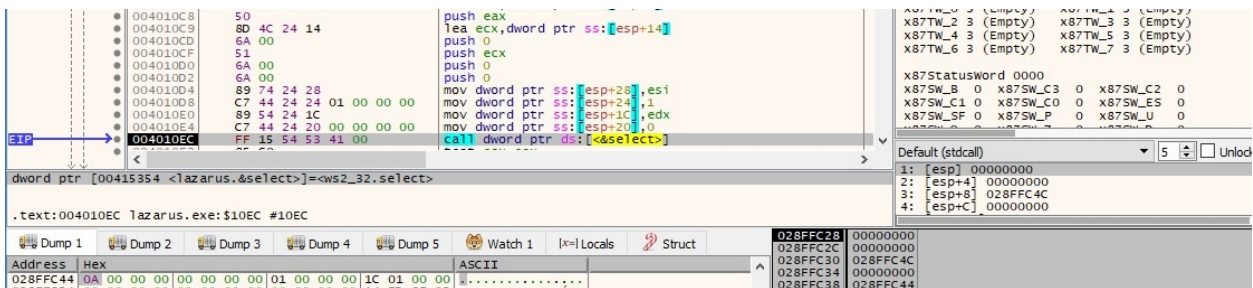 004010C8 50 push eax
004010C9 8D 4C 24 14 lea ecx,dword ptr ss:[esp+14]
004010CD 6A 00 push 0
004010CF 51 push ecx
004010D0 6A 00 push 0
004010D2 6A 00 push 0
004010D4 89 74 24 28 mov dword ptr ss:[esp+28],esi
004010D8 C7 44 24 24 01 00 00 00 mov dword ptr ss:[esp+24],1
004010E0 89 54 24 1C mov dword ptr ss:[esp+1C],edx
004010E4 C7 44 24 20 00 00 00 00 mov dword ptr ss:[esp+20],0
EIP 004010EC FF 15 54 53 41 00 call dword ptr ds:[<&select>]
dword ptr [00415354 <lazarus.&select>]=<ws2_32.select>
.text:004010EC lazarus.exe:$10EC #10EC
x87TW_2 3 (Empty) x87TW_3 3 (Empty)
x87TW_4 3 (Empty) x87TW_5 3 (Empty)
x87TW_6 3 (Empty) x87TW_7 3 (Empty)
x87StatusWord 0000
x87SW_B 0 x87SW_C3 0 x87SW_C2 0
x87SW_C1 0 x87SW_C0 0 x87SW_ES 0
x87SW_SF 0 x87SW_P 0 x87SW_U 0
Default (stdcall) 5 Unlock
1: [esp] 00000000
2: [esp+4] 00000000
3: [esp+8] 028FFC4C
4: [esp+C] 00000000
Dump 1 Dump 2 Dump 3 Dump 4 Dump 5 Watch 1 [x=] Locals Struct
Address Hex ASCII
028FFC44 0A 00 00 00 00 00 00 00 01 00 00 00 1C 01 00 00
028FFC28 00000000
028FFC2C 00000000
028FFC30 028FFC4C
028FFC34 00000000
028FFC38 028FFC44